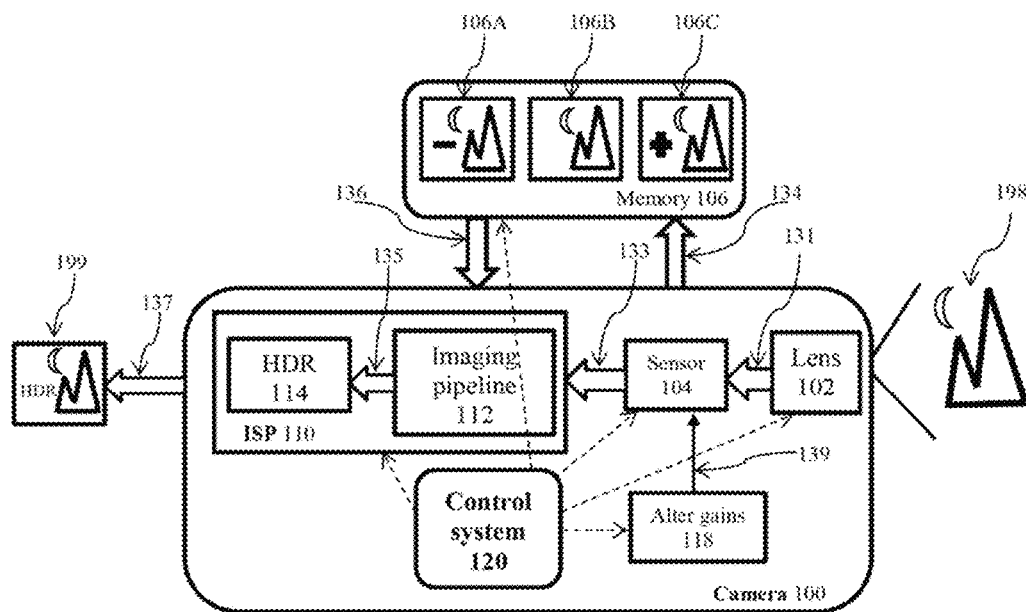 106A
106B
106C
Memory 106
136
134
198
199
137
135
133
131
HDR
HDR
114
Imaging
pipeline
112
Sensor
104
Lens
102
ISP 110
139
Control
system
120
Alter gains
118
Camera 100